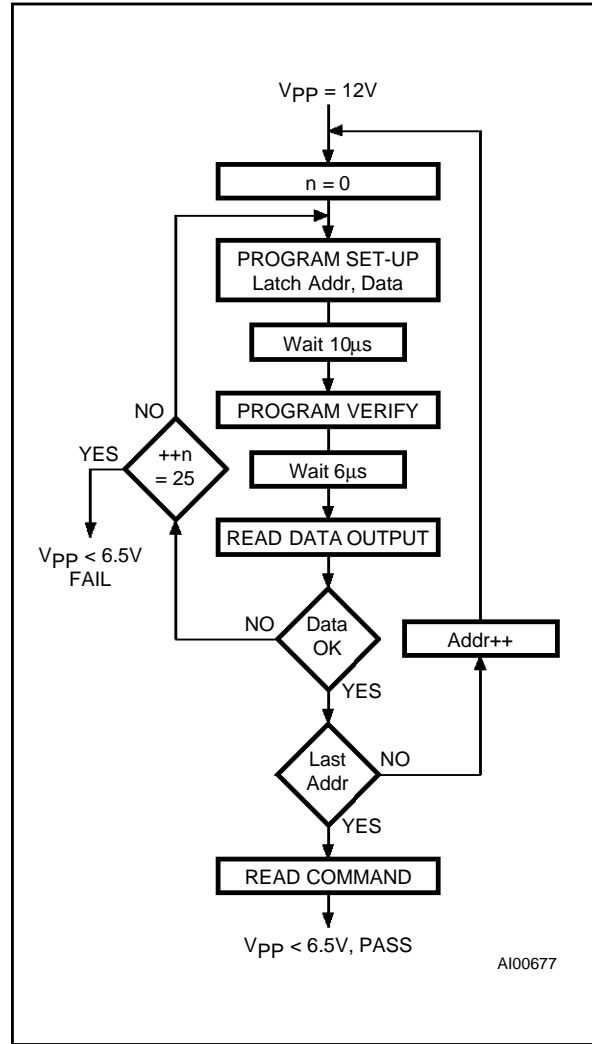 VPP = 12V
n = 0
PROGRAM SET-UP
Latch Addr, Data
Wait 10µs
NO
PROGRAM VERIFY
YES
++n
= 25
Wait 6µs
VPP < 6.5V
FAIL
READ DATA OUTPUT
NO
Data
OK
Addr++
YES
Last
Addr
NO
YES
READ COMMAND
VPP < 6.5V, PASS
AI00677